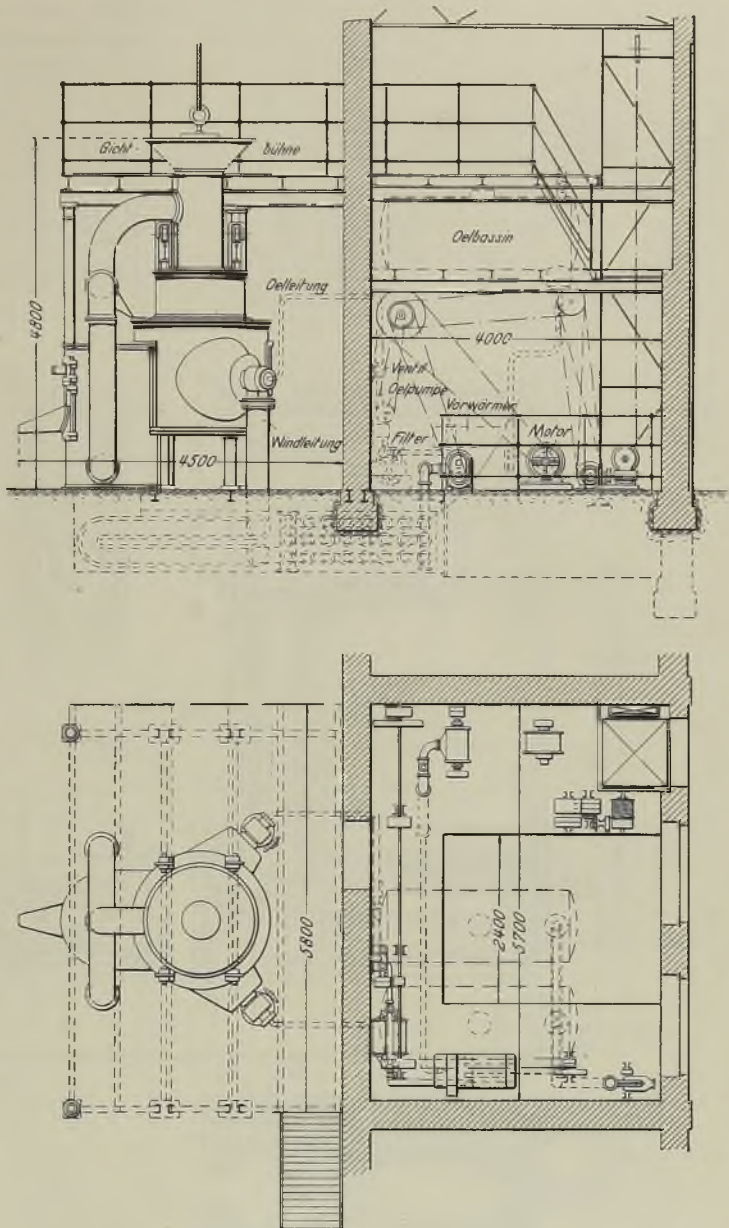 Gicht-
bühne
Oelbassin
Oelleitung
4800
4000
Ventil
Oelpumpe
Vorwärmer
Filter
Motor
Windleitung
4500
5800
2400
5700